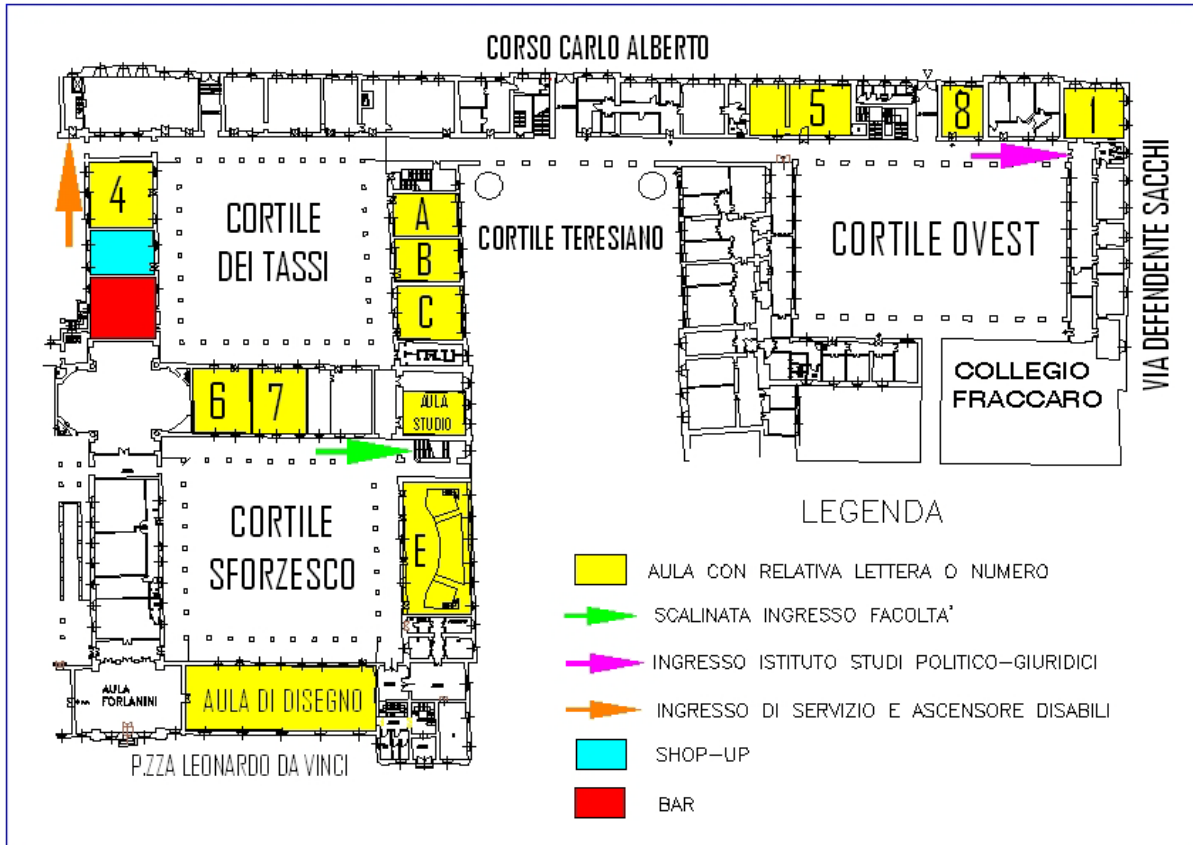 CORSO CARLO ALBERTO
5
8
1
4
CORTILE
DEI TASSI
A
B
C
CORTILE TERESIANO
CORTILE OVEST
VIA DEFENDENTE SACCHI
COLLEGIO
FRACCARO
6
7
AULA
STUDIO
CORTILE
SFORZESCO
E
AULA
FORLANINI
AULA DI DISEGNO
P.ZZA LEONARDO DA VINCI
LEGENDA
AULA CON RELATIVA LETTERA O NUMERO
SCALINATA INGRESSO FACOLTA'
INGRESSO ISTITUTO STUDI POLITICO-GIURIDICI
INGRESSO DI SERVIZIO E ASCENSORE DISABILI
SHOP-UP
BAR